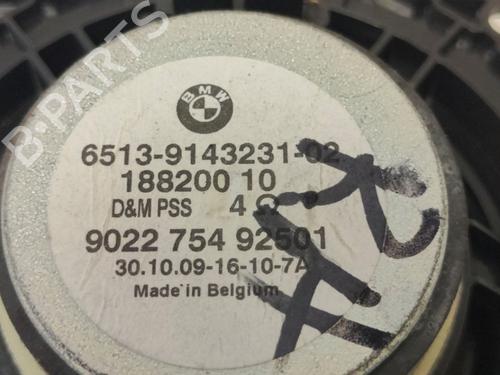 B-PARTS
BMW
6513-9143231-02
188200 10
D&M PSS 4 Ω
9022 754 92501
30.10.09-16-10-7A
Made in Belgium